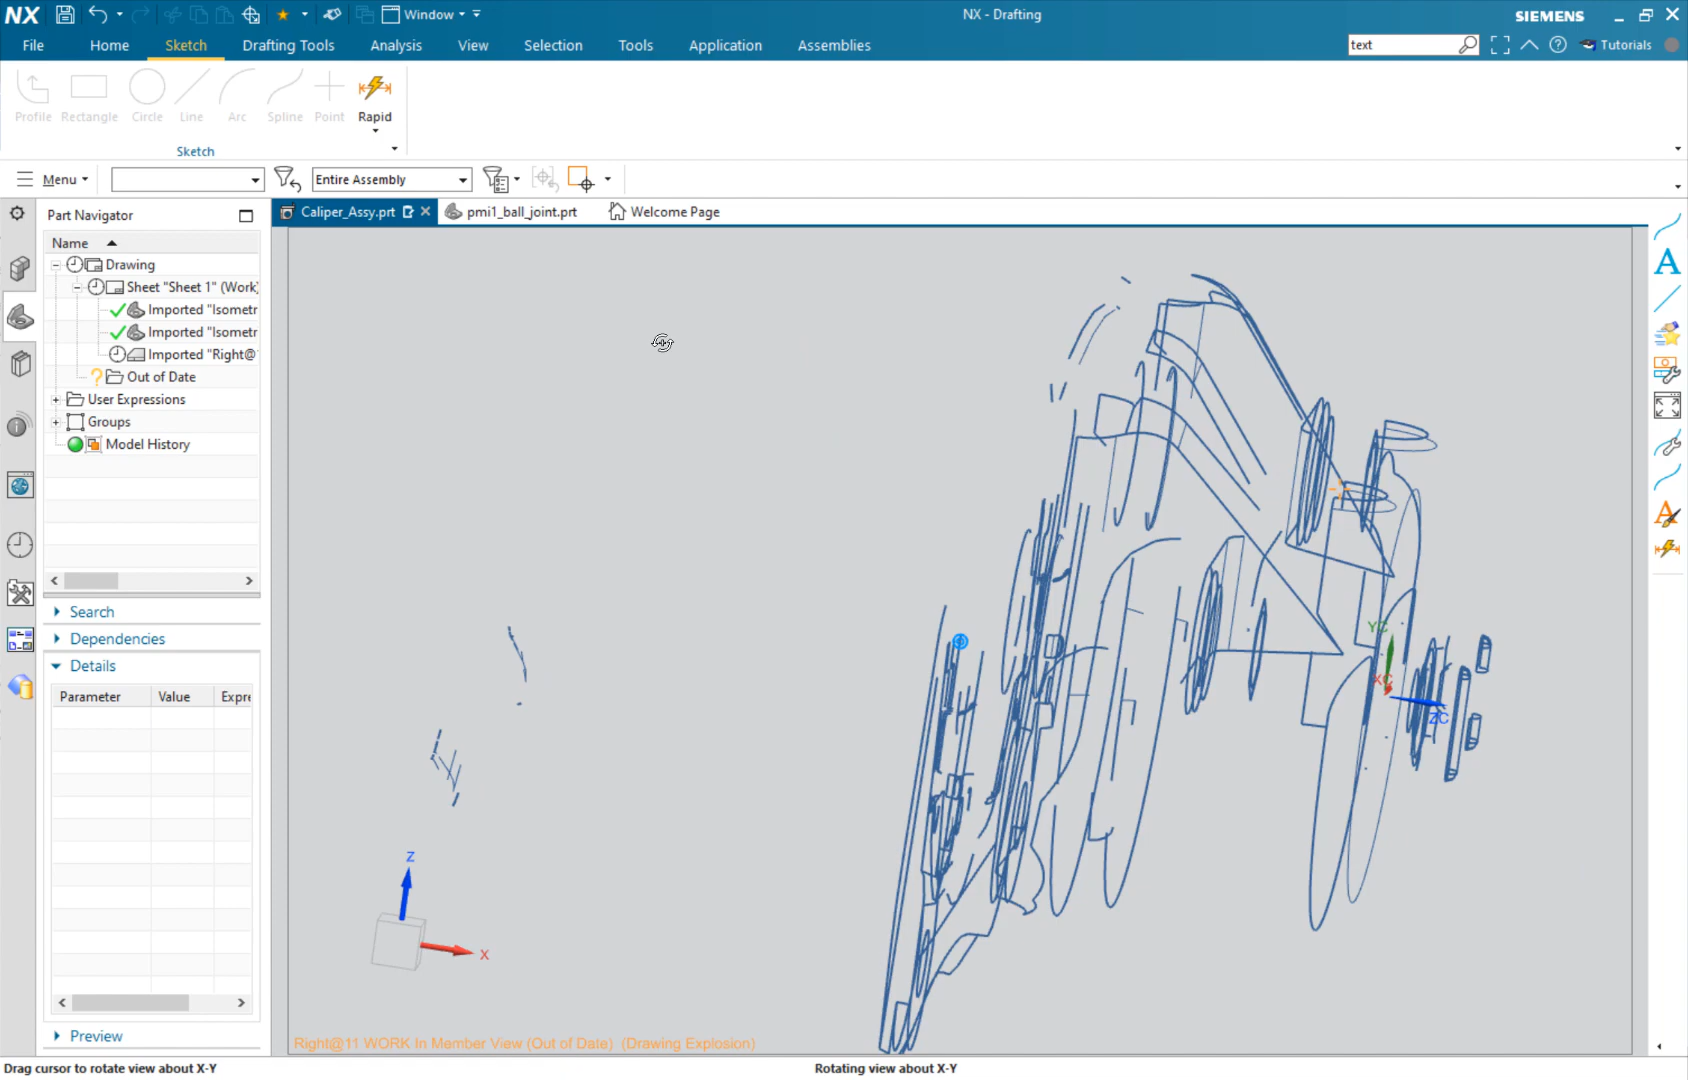 NX
Window
NX - Drafting
SIEMENS
File
Home
Sketch
Drafting Tools
Analysis
View
Selection
Tools
Application
Assemblies
text
Tutorials
Profile
Rectangle
Circle
Line
Arc
Spline
Point
Rapid
Sketch
Menu
Entire Assembly
Part Navigator
Caliper_Assy.prt
pmi1_ball_joint.prt
Welcome Page
Name
Drawing
Sheet "Sheet 1" (Work)
Imported "Isometr
Imported "Isometr
Imported "Right@
Out of Date
User Expressions
Groups
Model History
Search
Dependencies
Details
Parameter
Value
Expre
Preview
YC
XC
ZC
Z
X
Right@11 WORK In Member View (Out of Date) (Drawing Explosion)
Drag cursor to rotate view about X-Y
Rotating view about X-Y